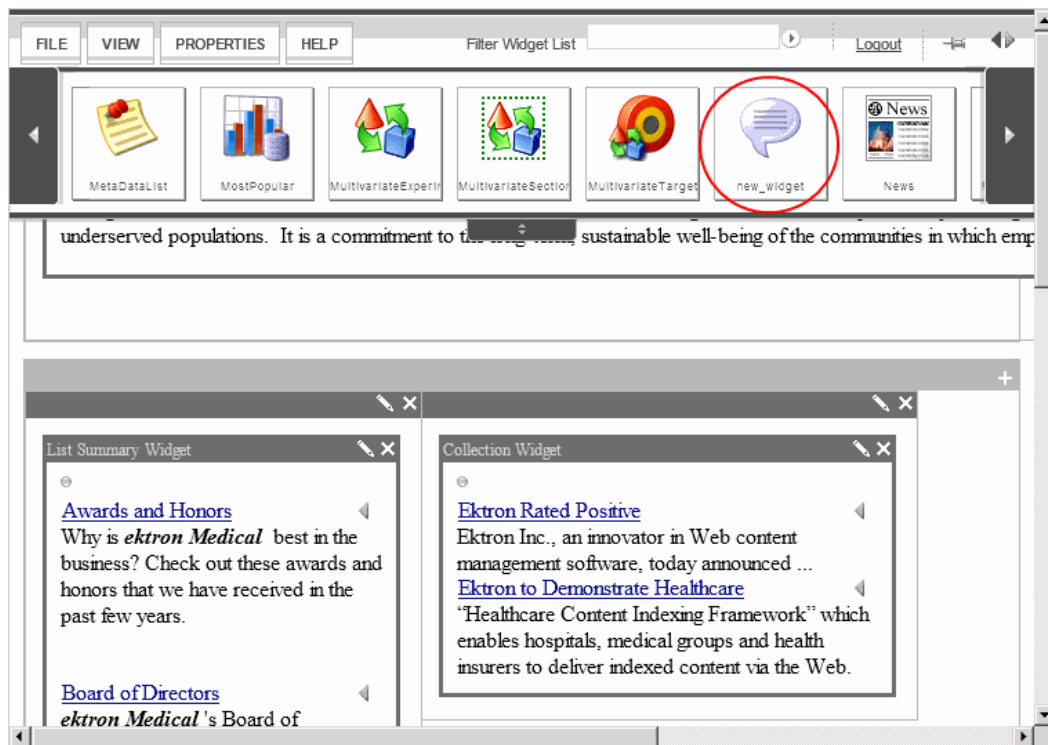 FILE VIEW PROPERTIES HELP Filter Widget List Logout
News
MetaDataList MostPopular MultivariateExperir MultivariateSection MultivariateTarget new_widget News
underserved populations. It is a commitment to sustainable well-being of the communities in which emp
List Summary Widget
Awards and Honors
Why is ektron Medical best in the
business? Check out these awards and
honors that we have received in the
past few years.
Board of Directors
ektron Medical 's Board of
Collection Widget
Ektron Rated Positive
Ektron Inc., an innovator in Web content
management software, today announced ...
Ektron to Demonstrate Healthcare
“Healthcare Content Indexing Framework” which
enables hospitals, medical groups and health
insurers to deliver indexed content via the Web.